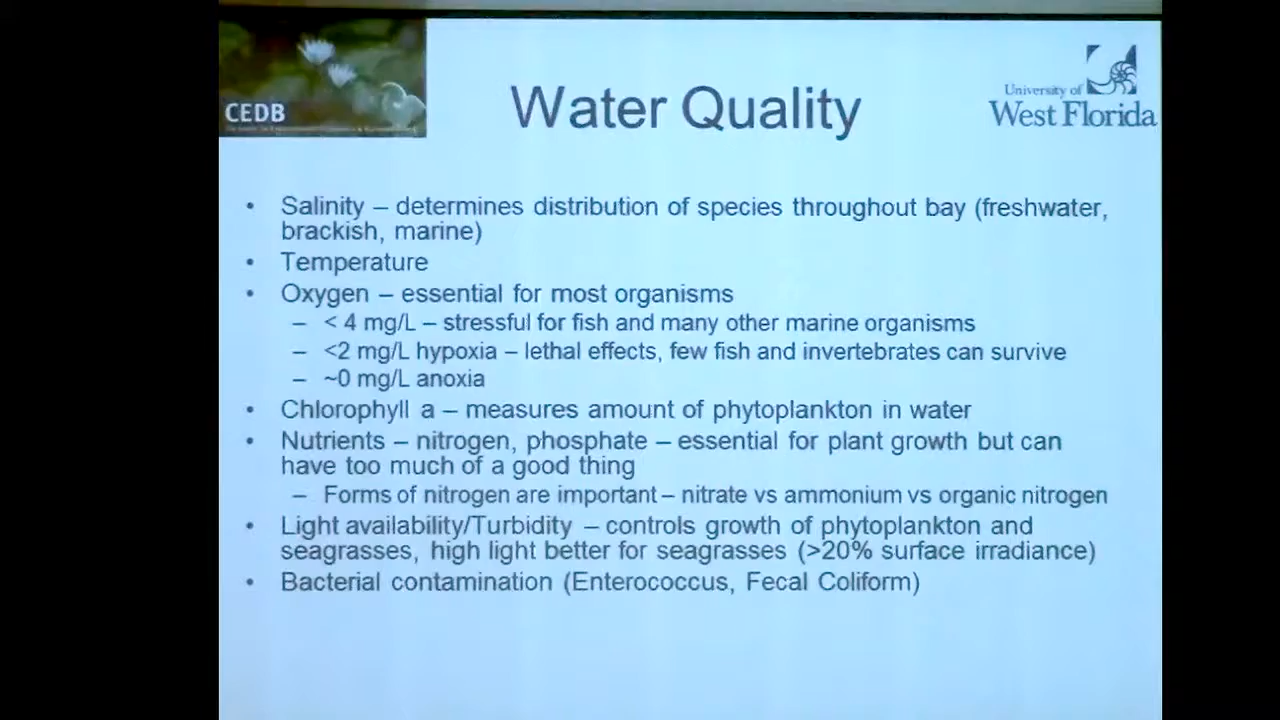 CEDB
Water Quality
University of
West Florida
• Salinity – determines distribution of species throughout bay (freshwater,
brackish, marine)
• Temperature
• Oxygen – essential for most organisms
– < 4 mg/L – stressful for fish and many other marine organisms
– <2 mg/L hypoxia – lethal effects, few fish and invertebrates can survive
– ~0 mg/L anoxia
• Chlorophyll a – measures amount of phytoplankton in water
• Nutrients – nitrogen, phosphate – essential for plant growth but can
have too much of a good thing
– Forms of nitrogen are important – nitrate vs ammonium vs organic nitrogen
• Light availability/Turbidity – controls growth of phytoplankton and
seagrasses, high light better for seagrasses (>20% surface irradiance)
• Bacterial contamination (Enterococcus, Fecal Coliform)